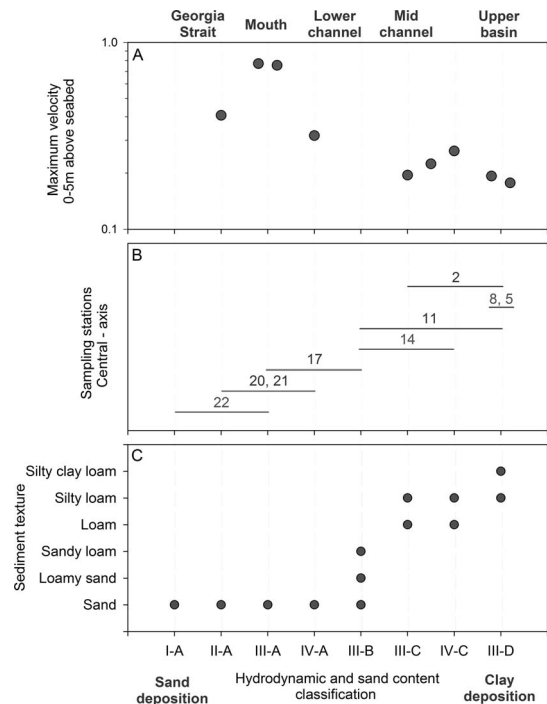 Georgia Strait
Mouth
Lower channel
Mid channel
Upper basin
A
1.0
0.1
Maximum velocity
0-5m above seabed
B
2
8, 5
11
14
17
20, 21
22
Sampling stations
Central - axis
C
Silty clay loam
Silty loam
Loam
Sandy loam
Loamy sand
Sand
Sediment texture
I-A II-A III-A IV-A III-B III-C IV-C III-D
Sand deposition
Hydrodynamic and sand content classification
Clay deposition